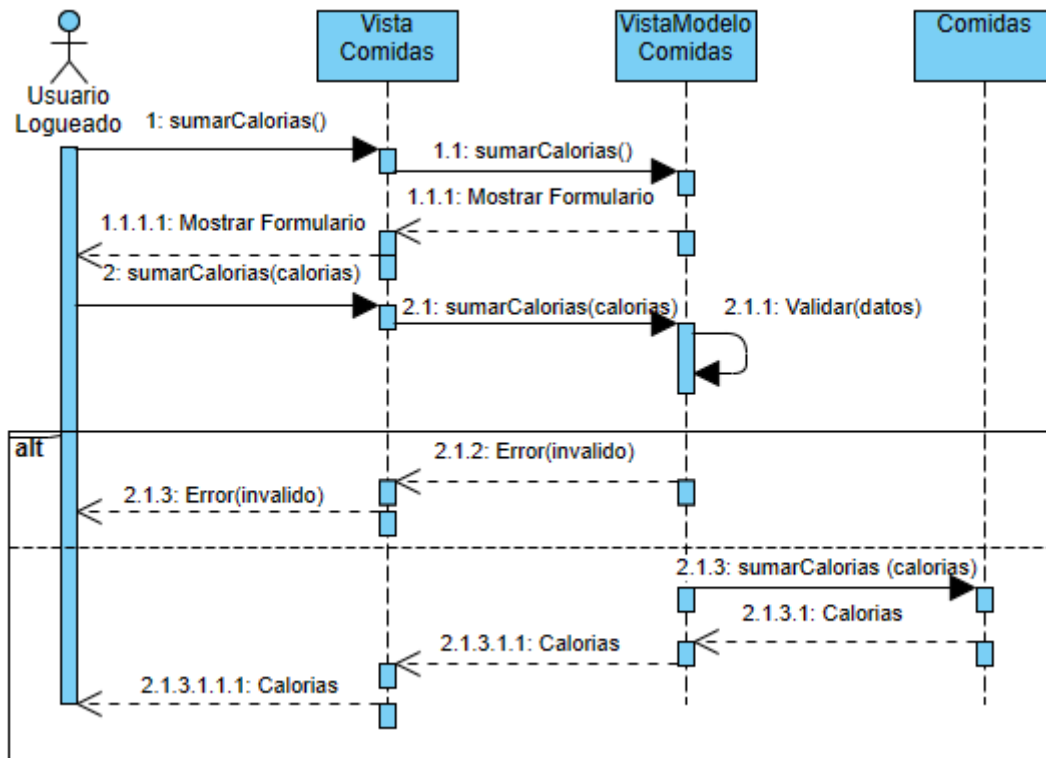 Vista
Comidas
VistaModelo
Comidas
Comidas
Usuario
Logueado
1: sumarCalorias()
1.1: sumarCalorias()
1.1.1: Mostrar Formulario
1.1.1.1: Mostrar Formulario
2: sumarCalorias(calorias)
2.1: sumarCalorias(calorias)
2.1.1: Validar(datos)
alt
2.1.2: Error(invalido)
2.1.3: Error(invalido)
2.1.3: sumarCalorias (calorias)
2.1.3.1: Calorias
2.1.3.1.1: Calorias
2.1.3.1.1.1: Calorias